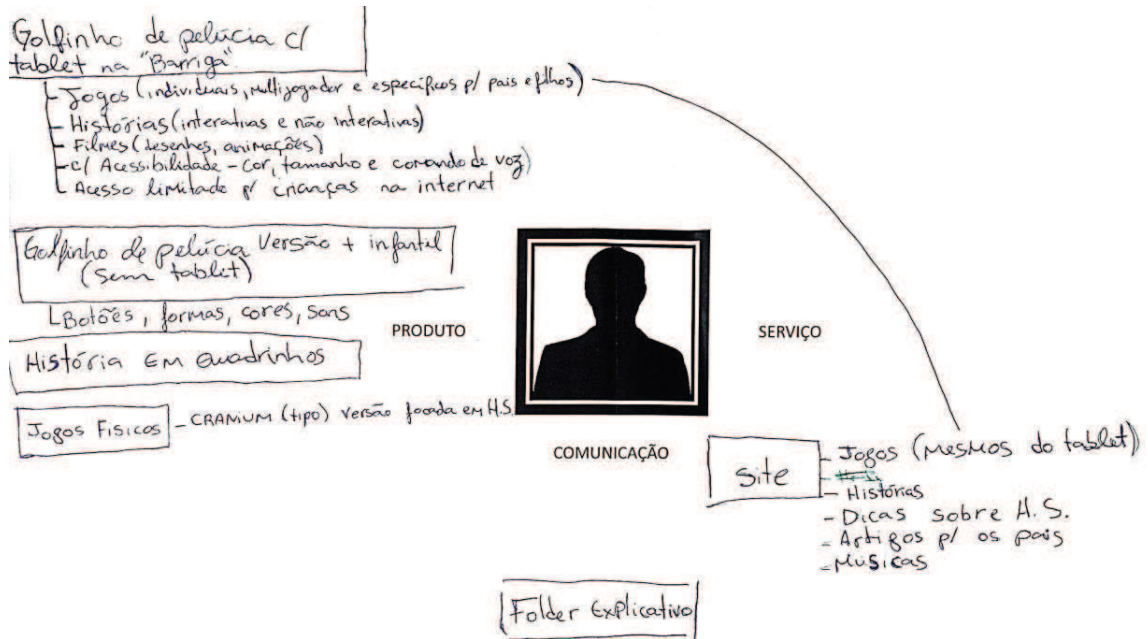 Golfinho de pelúcia c/
tablet na "Barriga".
- Jogos (individuais, multijogador e específicos p/ pais e filhos)
- Histórias (interativas e não interativas)
- Filmes (desenhos, animações)
- c/ Acessibilidade - Cor, tamanho e comando de voz)
Acesso limitado p/ crianças na internet
Golfinho de pelúcia versão + infantil
(sem tablet)
Botões, formas, cores, sons
História em quadrinhos
Jogos Físicos - CRANIUM (tipo) versão focada em H.S.
PRODUTO
SERVIÇO
COMUNICAÇÃO
Site
- Jogos (mesmos do tablet)
- Histórias
- Dicas sobre H.S.
- Artigos p/ os pais
- Músicas
Folder Explicativo